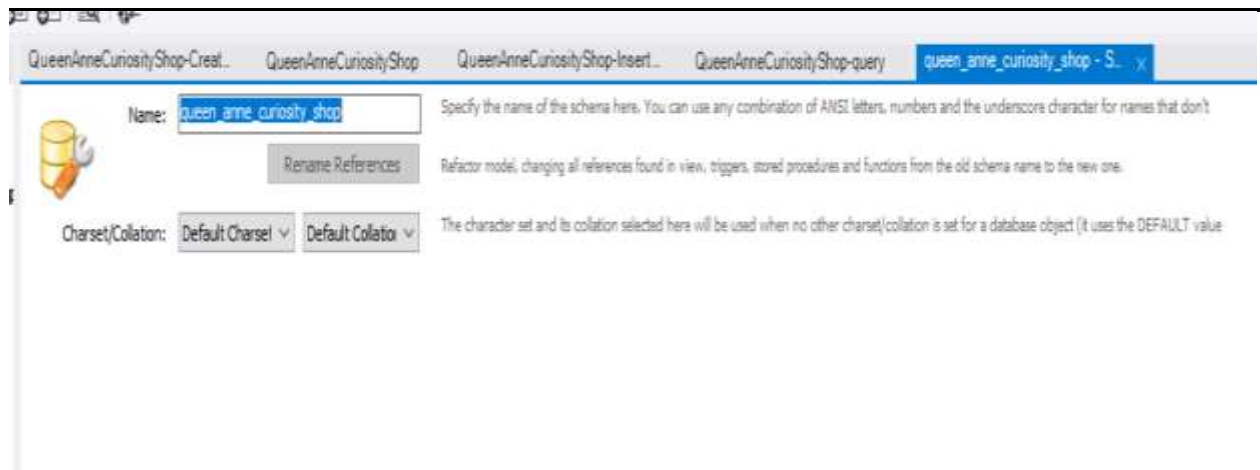 QueenAnneCuriosityShop-Creat... QueenAnneCuriosityShop QueenAnneCuriosityShop-Insert... QueenAnneCuriosityShop-query queen_anne_curiosity_shop - S... x
Name: queen_anne_curiosity_shop Specify the name of the schema here. You can use any combination of ANSI letters, numbers and the underscore character for names that don't
Rename References Refactor model, changing all references found in view, triggers, stored procedures and functions from the old schema name to the new one.
Charset/Collation: Default Charset Default Collatio The character set and its collation selected here will be used when no other charset/collation is set for a database object (it uses the DEFAULT value